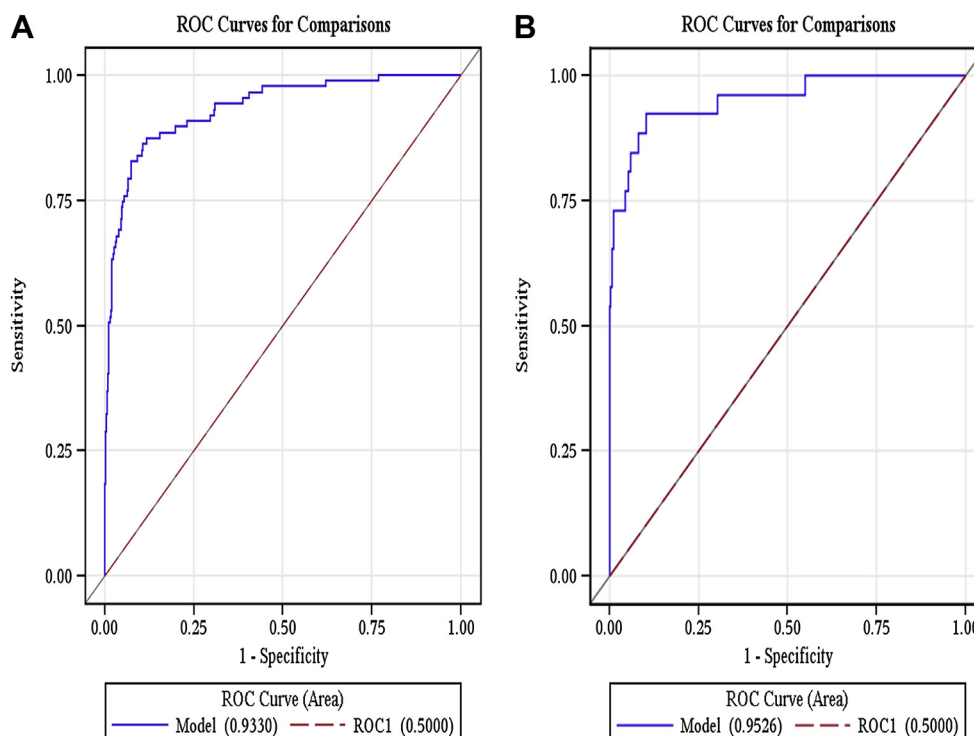 A
ROC Curves for Comparisons
1.00
0.75
0.50
0.25
0.00
Sensitivity
0.00 0.25 0.50 0.75 1.00
1 - Specificity
ROC Curve (Area)
Model (0.9330) ROC1 (0.5000)
B
ROC Curves for Comparisons
1.00
0.75
0.50
0.25
0.00
Sensitivity
0.00 0.25 0.50 0.75 1.00
1 - Specificity
ROC Curve (Area)
Model (0.9526) ROC1 (0.5000)